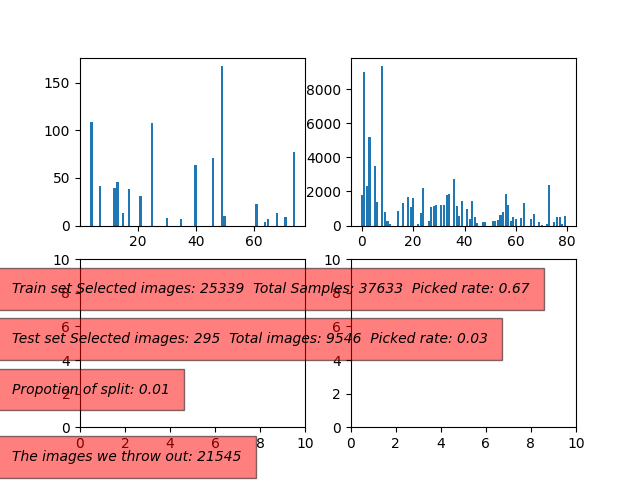 150
100
50
0
20 40 60
8000
6000
4000
2000
0
0 20 40 60 80
10
8
6
4
2
0
0 2 4 6 8 10
10
8
6
4
2
0
0 2 4 6 8 10
Train set Selected images: 25339 Total Samples: 37633 Picked rate: 0.67
Test set Selected images: 295 Total images: 9546 Picked rate: 0.03
Propotion of split: 0.01
The images we throw out: 21545